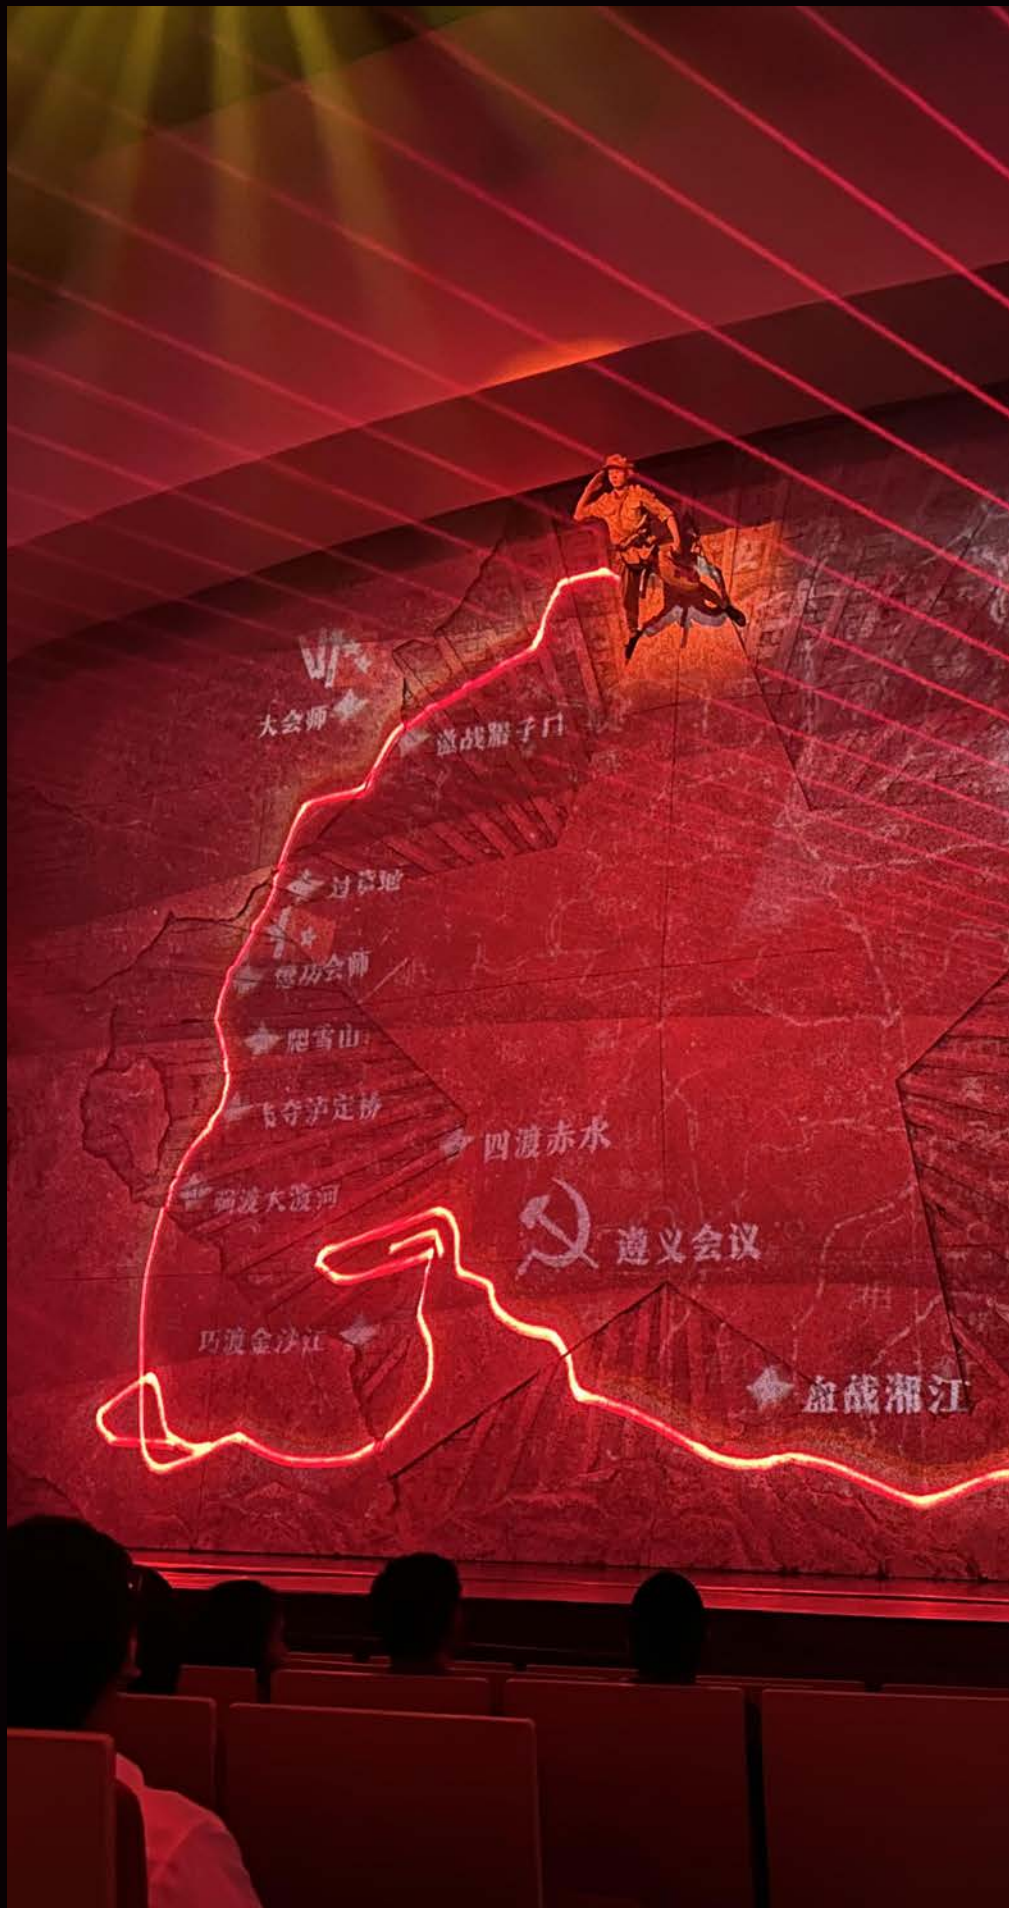 大会师
激战腊子口
过草地
懋功会师
爬雪山
飞夺泸定桥
强渡大渡河
四渡赤水
遵义会议
巧渡金沙江
血战湘江